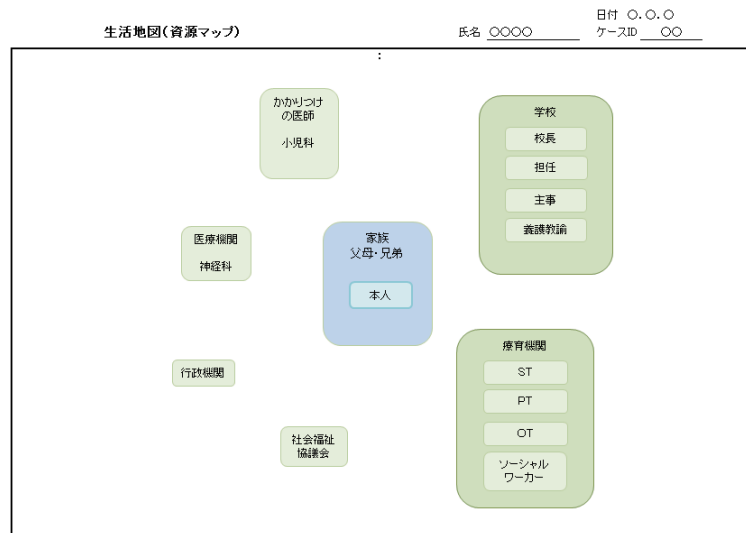 日付 〇.〇.〇
生活地図(資源マップ)
氏名 〇〇〇〇
ケースID 〇〇
:
かかりつけ
の医師
小児科
学校
校長
担任
主事
養護教諭
医療機関
神経科
家族
父母・兄弟
本人
行政機関
社会福祉
協議会
療育機関
ST
PT
OT
ソーシャル
ワーカー